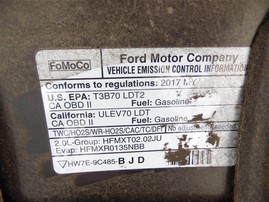 FoMoCo
Ford Motor Company
VEHICLE EMISSION CONTROL INFORMATION
Conforms to regulations: 2017 MY
U.S. EPA: T3B70 LDT2
CA OBD II Fuel: Gasoline
California: ULEV70 LDT
CA OBD II Fuel: Gasoline
TWC/HO2S/WR-HO2S/CAC/TC/DFI No adjustments
2.0L-Group: HFMXT02.02JU
Evap: HFMXR0135NBB
HW7E-9C485-BJD